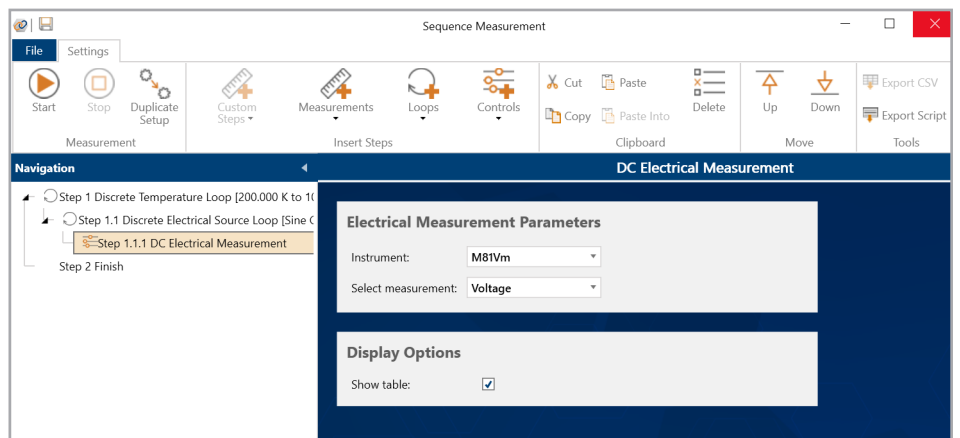 Sequence Measurement
File Settings
Start Stop Duplicate Setup Custom Steps Measurements Loops Controls Cut Paste Delete Up Down Export CSV
Copy Paste Into Export Script
Measurement Insert Steps Clipboard Move Tools
Navigation DC Electrical Measurement
Step 1 Discrete Temperature Loop [200.000 K to 10
Step 1.1 Discrete Electrical Source Loop [Sine C
Step 1.1.1 DC Electrical Measurement
Step 2 Finish
Electrical Measurement Parameters
Instrument: M81Vm
Select measurement: Voltage
Display Options
Show table: